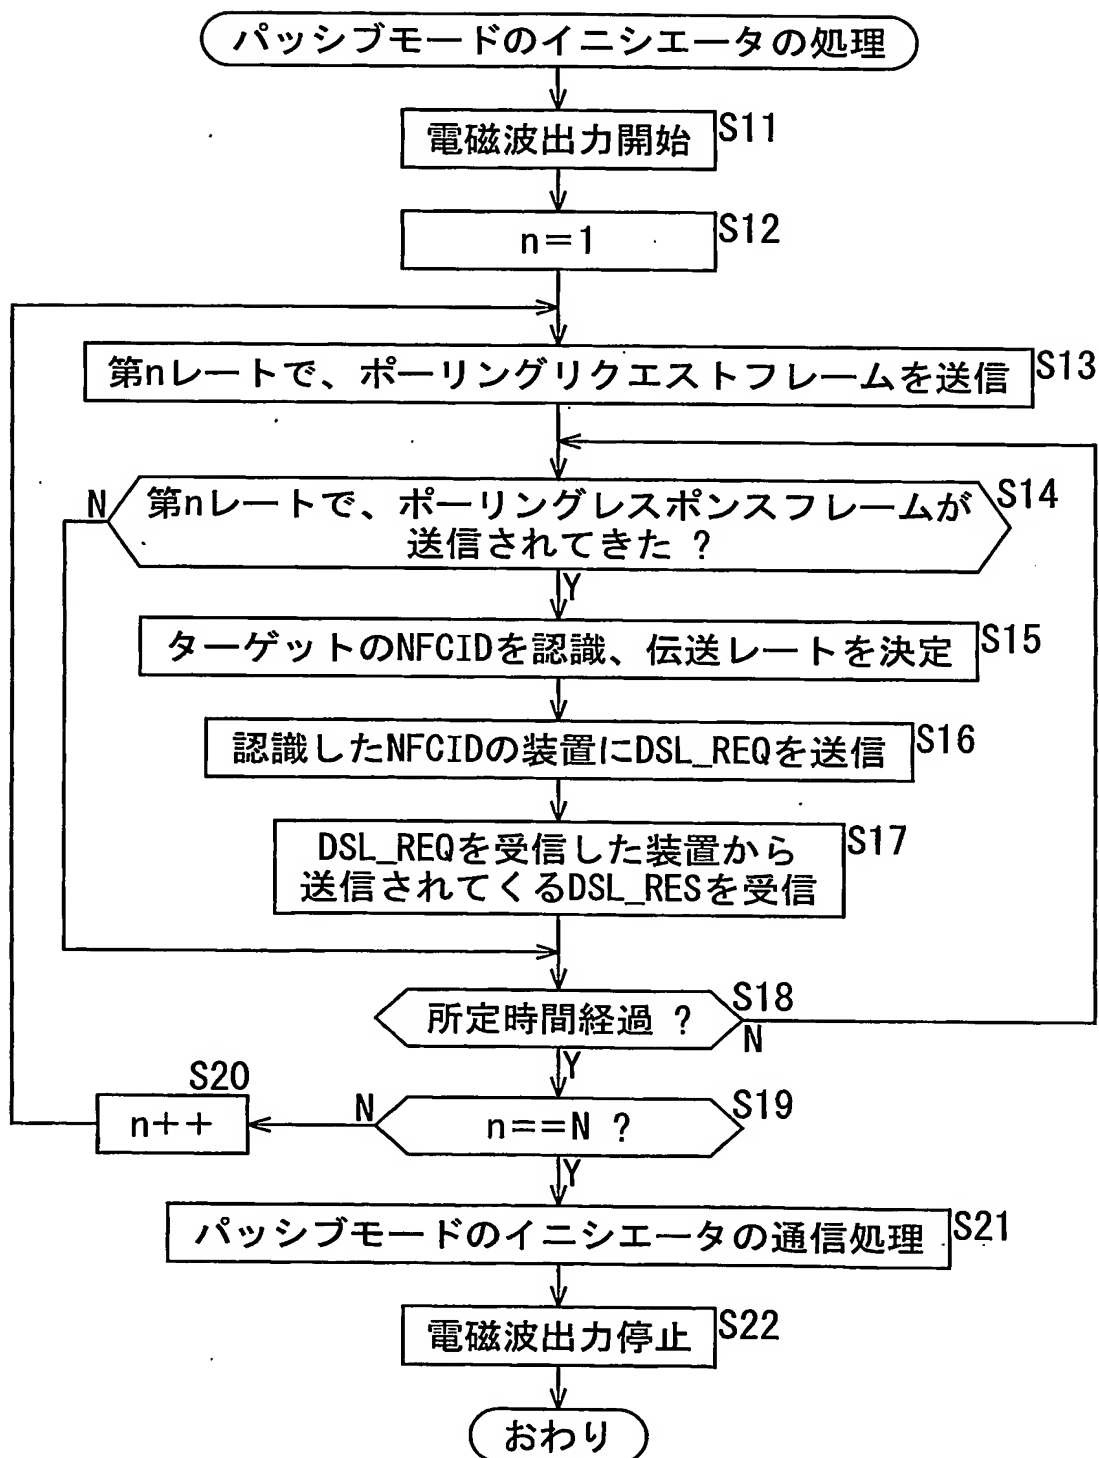 パッシブモードのイニシエータの処理
電磁波出力開始
S11
n＝1
S12
第nレートで、ポーリングリクエストフレームを送信
S13
第nレートで、ポーリングレスポンスフレームが
送信されてきた ?
S14
N
Y
ターゲットのNFCIDを認識、伝送レートを決定
S15
認識したNFCIDの装置にDSL_REQを送信
S16
DSL_REQを受信した装置から
送信されてくるDSL_RESを受信
S17
所定時間経過 ?
S18
N
Y
n==N ?
S19
N
S20
n++
Y
パッシブモードのイニシエータの通信処理
S21
電磁波出力停止
S22
おわり